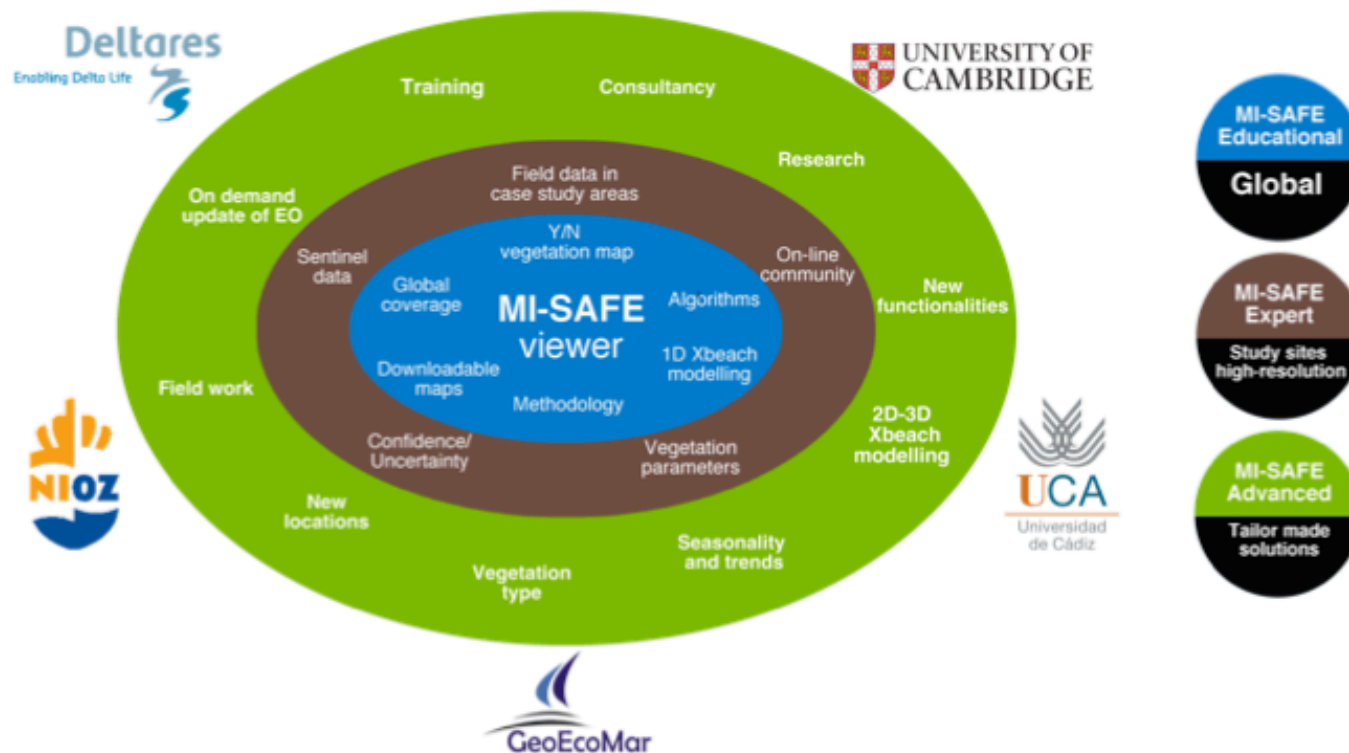 Deltares
Enabling Delta Life
UNIVERSITY OF
CAMBRIDGE
Training
Consultancy
Research
On demand
update of EO
New
functionalities
Field work
2D-3D
Xbeach
modelling
New
locations
Seasonality
and trends
Vegetation
type
Field data in
case study areas
Sentinel
data
On-line
community
Confidence/
Uncertainty
Vegetation
parameters
Y/N
vegetation map
Global
coverage
Algorithms
MI-SAFE
viewer
Downloadable
maps
1D Xbeach
modelling
Methodology
NIOZ
UCA
Universidad
de Cádiz
GeoEcoMar
MI-SAFE
Educational
Global
MI-SAFE
Expert
Study sites
high-resolution
MI-SAFE
Advanced
Tailor made
solutions